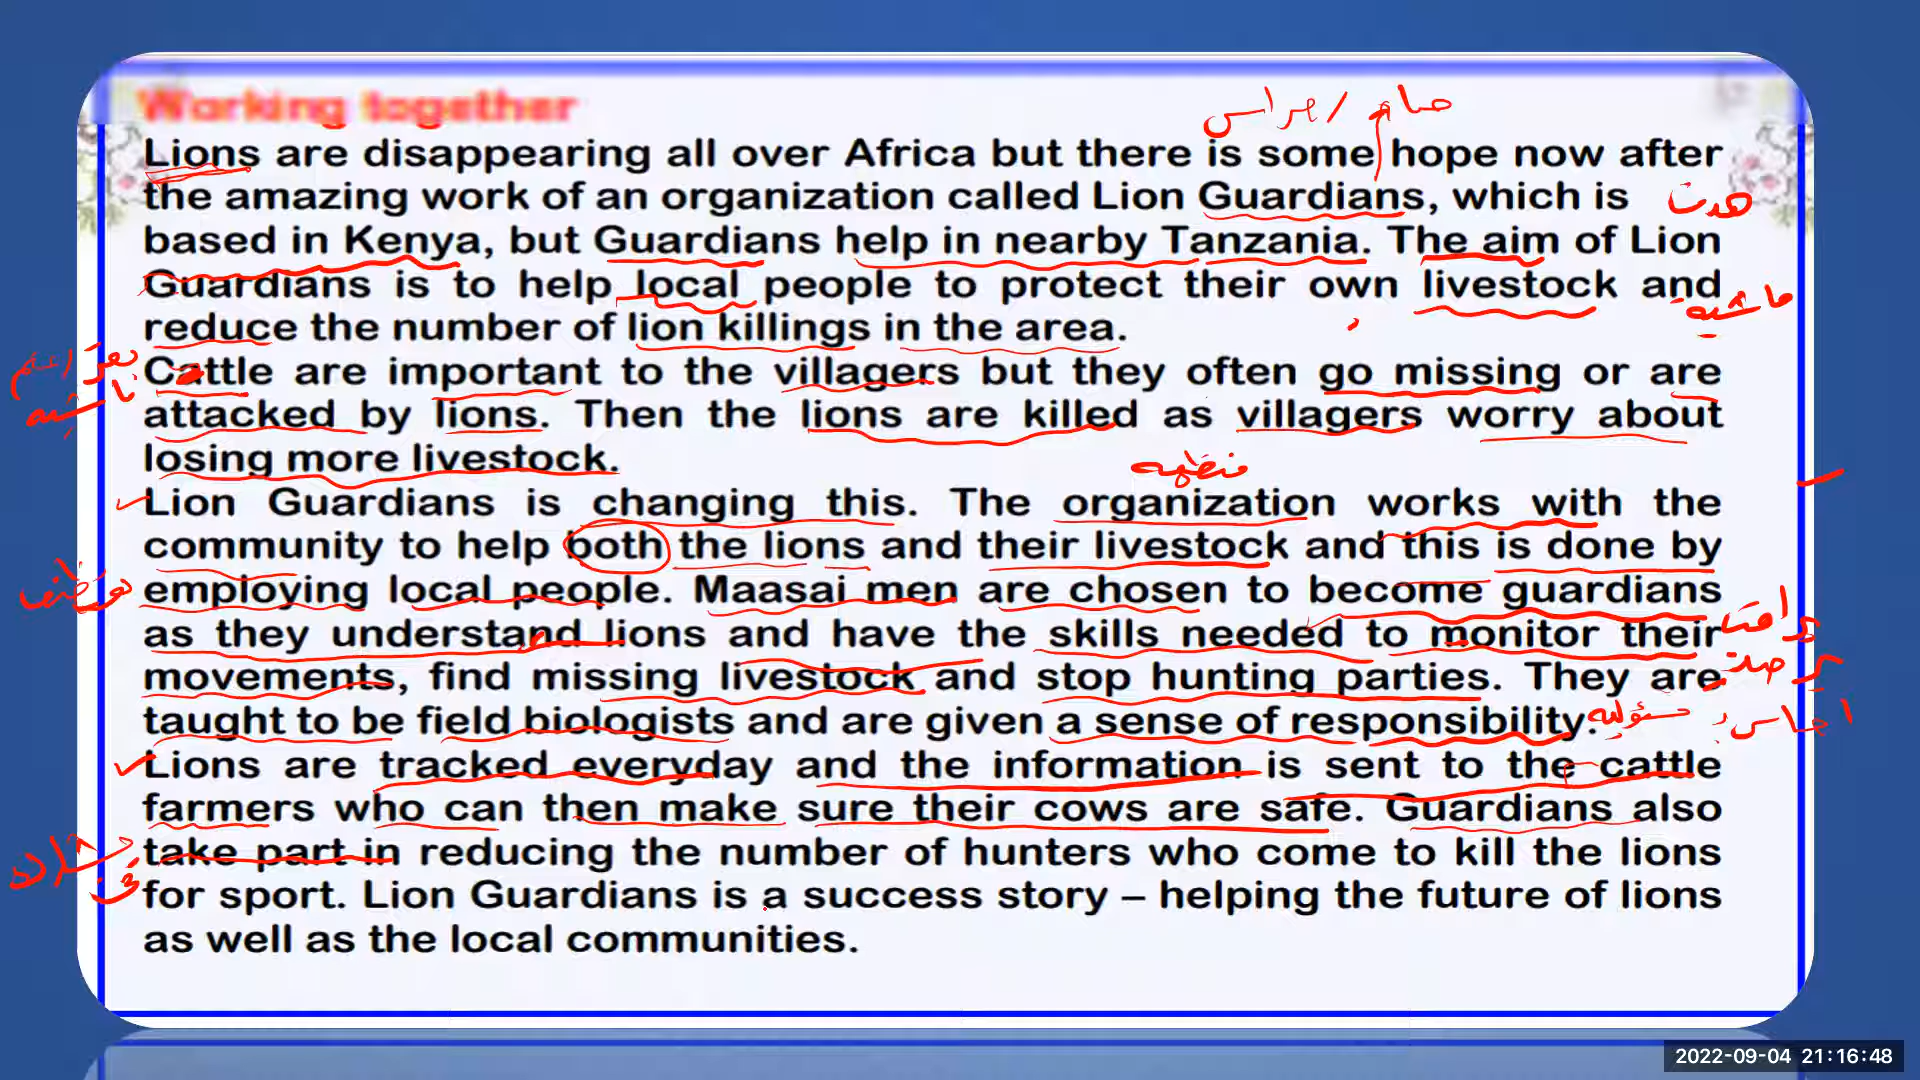 Working together
حراس / حام
Lions are disappearing all over Africa but there is some hope now after
the amazing work of an organization called Lion Guardians, which is
هدف
based in Kenya, but Guardians help in nearby Tanzania. The aim of Lion
Guardians is to help local people to protect their own livestock and
ماشيه
reduce the number of lion killings in the area.
Cattle are important to the villagers but they often go missing or are
ماشيه
attacked by lions. Then the lions are killed as villagers worry about
losing more livestock.
منظمه
Lion Guardians is changing this. The organization works with the
community to help both the lions and their livestock and this is done by
employing local people. Maasai men are chosen to become guardians
as they understand lions and have the skills needed to monitor their
movements, find missing livestock and stop hunting parties. They are
taught to be field biologists and are given a sense of responsibility.
Lions are tracked everyday and the information is sent to the cattle
farmers who can then make sure their cows are safe. Guardians also
take part in reducing the number of hunters who come to kill the lions
for sport. Lion Guardians is a success story – helping the future of lions
as well as the local communities.
2022-09-04 21:16:48